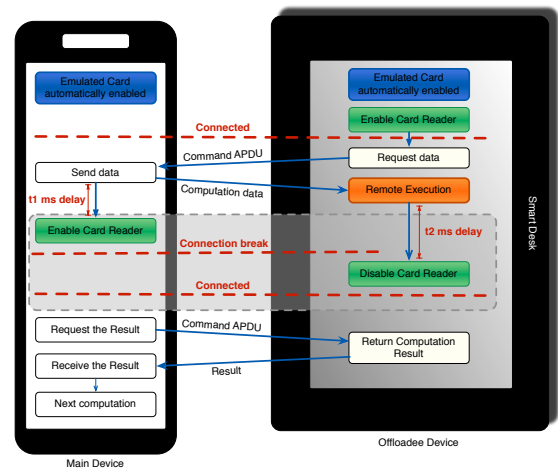 Emulated Card
automatically enabled
Emulated Card
automatically enabled
Enable Card Reader
Connected
Command APDU
Request data
Send data
Computation data
Remote Execution
t1 ms delay
Enable Card Reader
t2 ms delay
Connection break
Disable Card Reader
Connected
Request the Result
Command APDU
Return Computation
Result
Receive the Result
Result
Next computation
Smart Desk
Offloadee Device
Main Device